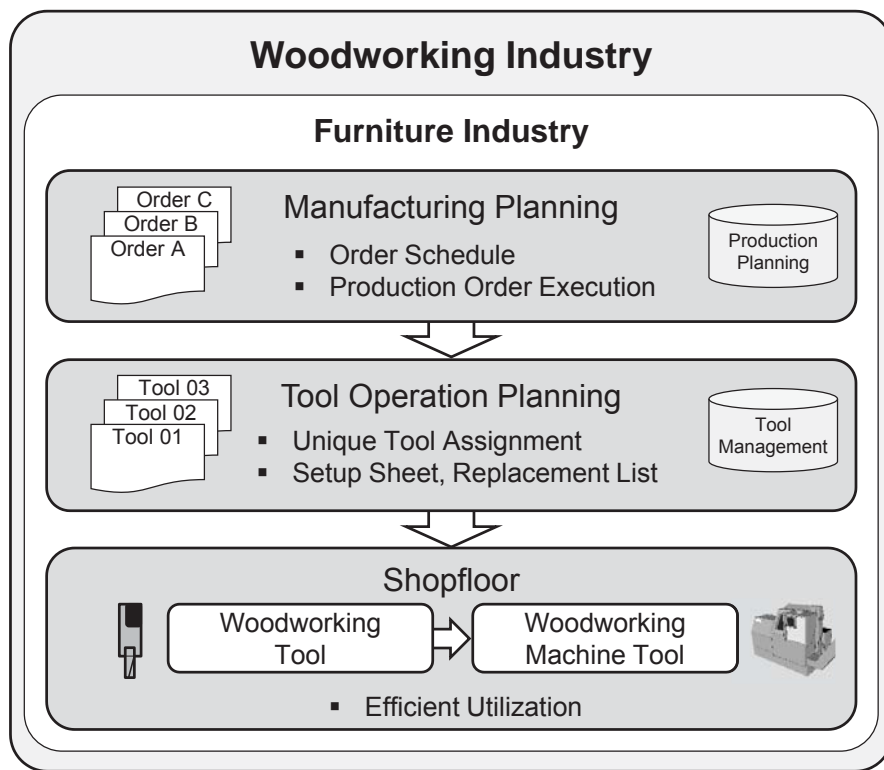 Woodworking Industry
Furniture Industry
Order C
Order B
Order A
Manufacturing Planning
▪ Order Schedule
▪ Production Order Execution
Production
Planning
Tool 03
Tool 02
Tool 01
Tool Operation Planning
▪ Unique Tool Assignment
▪ Setup Sheet, Replacement List
Tool
Management
Shopfloor
Woodworking
Tool
Woodworking
Machine Tool
▪ Efficient Utilization